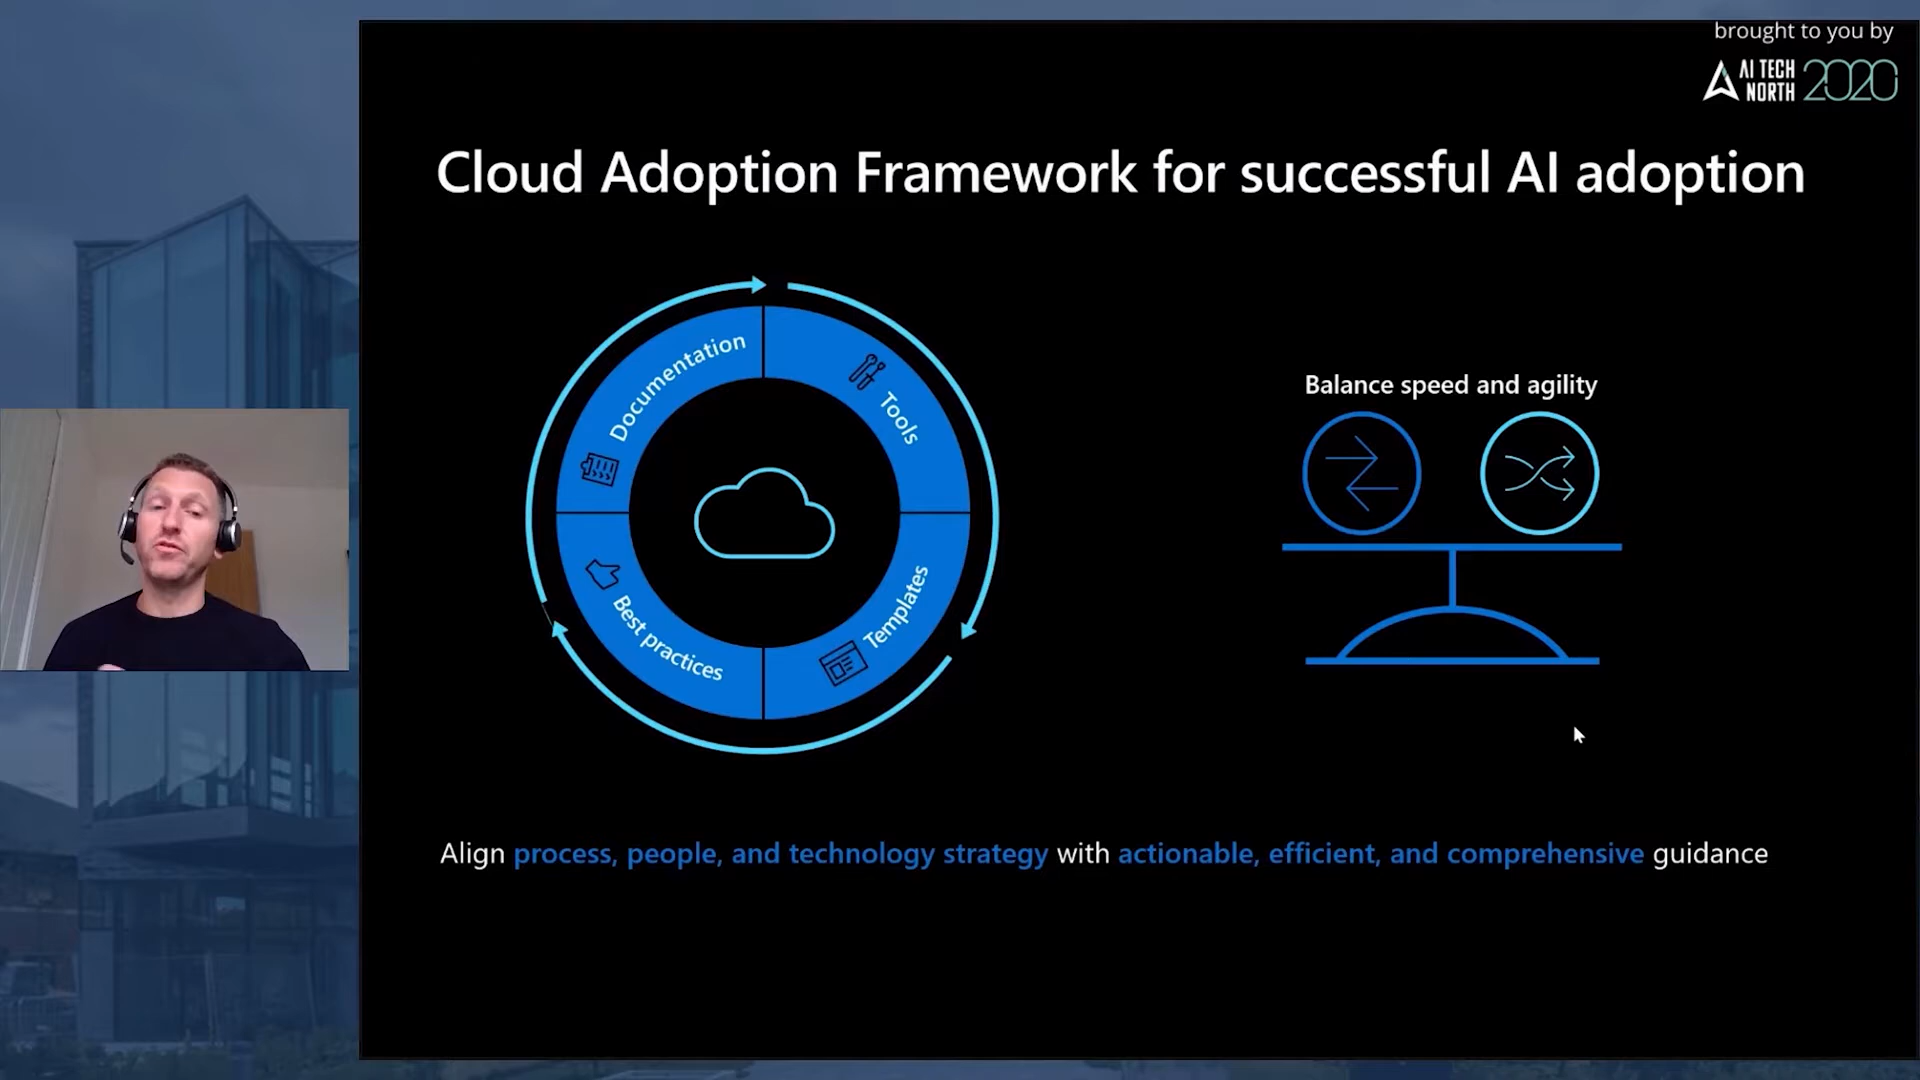 brought to you by
AI TECH
NORTH 2020
Cloud Adoption Framework for successful AI adoption
Documentation
Tools
Best practices
Templates
Balance speed and agility
Align process, people, and technology strategy with actionable, efficient, and comprehensive guidance